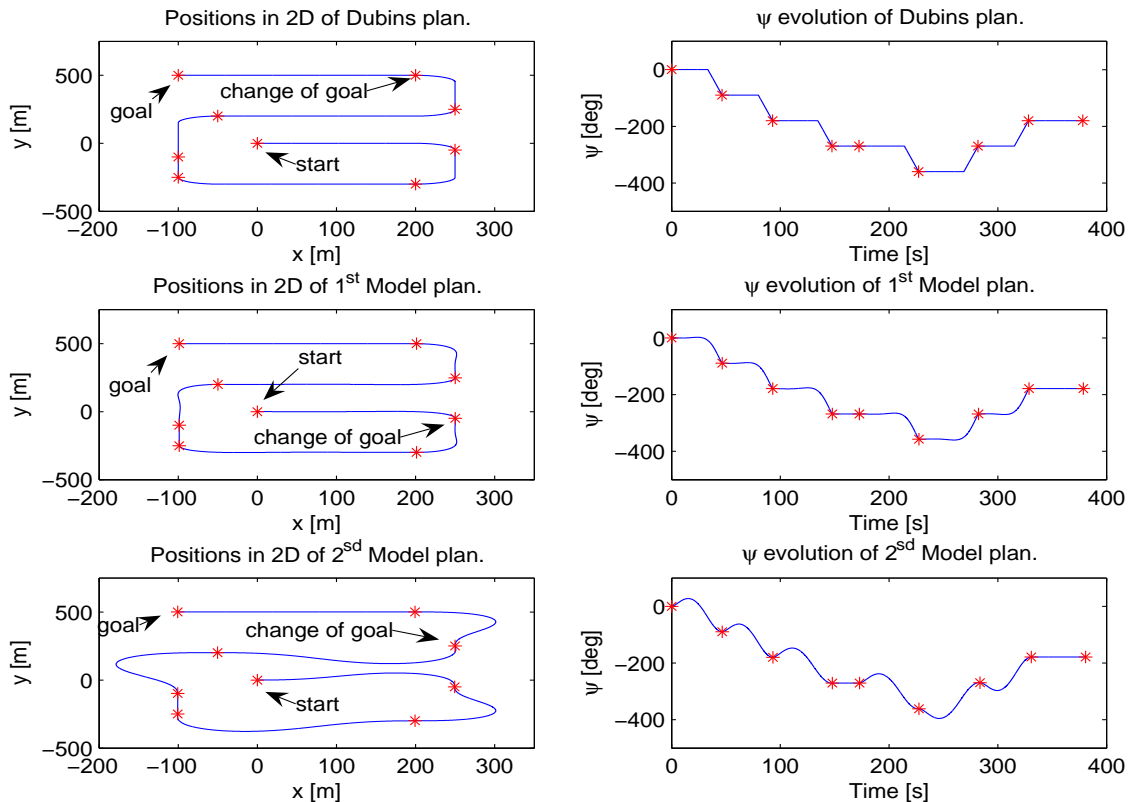 Positions in 2D of Dubins plan.
y [m]
500
0
−500
goal
change of goal
start
−200 −100 0 100 200 300
x [m]
ψ evolution of Dubins plan.
ψ [deg]
0
−200
−400
0 100 200 300 400
Time [s]
Positions in 2D of 1st Model plan.
y [m]
500
0
−500
goal
start
change of goal
−200 −100 0 100 200 300
x [m]
ψ evolution of 1st Model plan.
ψ [deg]
0
−200
−400
0 100 200 300 400
Time [s]
Positions in 2D of 2sd Model plan.
y [m]
500
0
−500
goal
change of goal
start
−200 −100 0 100 200 300
x [m]
ψ evolution of 2sd Model plan.
ψ [deg]
0
−200
−400
0 100 200 300 400
Time [s]